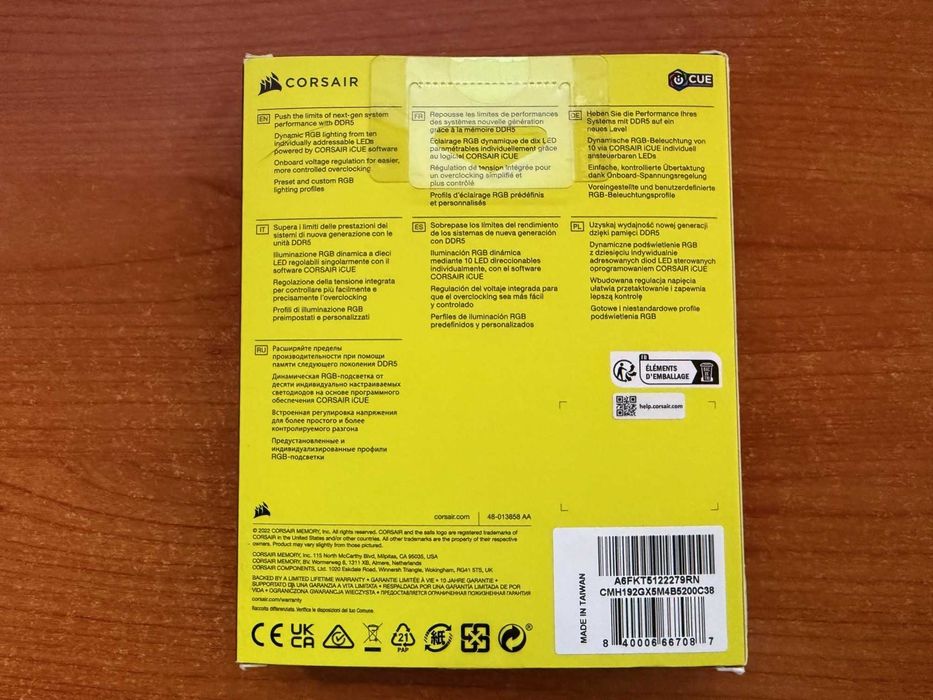 CORSAIR
CUE
EN
Push the limits of next-gen system
performance with DDR5
Dynamic RGB lighting from ten
individually addressable LEDs
powered by CORSAIR iCUE software
Onboard voltage regulation for easier,
more controlled overclocking
Preset and custom RGB
lighting profiles
FR
Repousse les limites de performances
des systèmes nouvelle génération
grâce à la mémoire DDR5
Éclairage RGB dynamique de dix LED
paramétrables individuellement grâce
au logiciel CORSAIR iCUE
Régulation de tension intégrée pour
un overclocking simplifié et
plus contrôlé
Profils d'éclairage RGB prédéfinis
et personnalisés
DE
Heben Sie die Performance Ihres
Systems mit DDR5 auf ein
neues Level
Dynamische RGB-Beleuchtung von
10 via CORSAIR iCUE individuell
ansteuerbaren LEDs
Einfache, kontrollierte Übertaktung
dank Onboard-Spannungsregelung
Voreingestellte und benutzerdefinierte
RGB-Beleuchtungsprofile
IT
Supera i limiti delle prestazioni dei
sistemi di nuova generazione con le
unità DDR5
Illuminazione RGB dinamica a dieci
LED regolabili singolarmente con il
software CORSAIR iCUE
Regolazione della tensione integrata
per controllare più facilmente e
precisamente l'overclocking
Profili di illuminazione RGB
preimpostati e personalizzati
ES
Sobrepase los límites del rendimiento
de los sistemas de nueva generación
con DDR5
Iluminación RGB dinámica
mediante 10 LED direccionables
individualmente, con el software
CORSAIR iCUE
Regulación del voltaje integrada para
que el overclocking sea más fácil
y controlado
Perfiles de iluminación RGB
predefinidos y personalizados
PL
Uzyskaj wydajność nowej generacji
dzięki pamięci DDR5
Dynamiczne podświetlenie RGB
z dziesięciu indywidualnie
adresowanych diod LED sterowanych
oprogramowaniem CORSAIR iCUE
Wbudowana regulacja napięcia
ułatwia przetaktowanie i zapewnia
lepszą kontrolę
Gotowe i niestandardowe profile
podświetlenia RGB
RU
Расширяйте пределы
производительности при помощи
памяти следующего поколения DDR5
Динамическая RGB-подсветка от
десяти индивидуально настраиваемых
светодиодов на основе программного
обеспечения CORSAIR iCUE
Встроенная регулировка напряжения
для более простого и более
контролируемого разгона
Предустановленные и
индивидуализированные профили
RGB-подсветки
FR
ÉLÉMENTS
D'EMBALLAGE
help.corsair.com
corsair.com
48-013858 AA
© 2022 CORSAIR MEMORY, Inc. All rights reserved. CORSAIR and the sails logo are registered trademarks of
CORSAIR in the United States and/or other countries. All other trademarks are the property of their respective
owners. Product may vary slightly from those pictured.
CORSAIR MEMORY, Inc. 115 North McCarthy Blvd, Milpitas, CA 95035, USA
CORSAIR MEMORY, BV. Wormerweg 8, 1311 XB, Almere, Netherlands
CORSAIR COMPONENTS, Ltd. 1020 Eskdale Road, Winnersh Triangle, Wokingham, RG41 5TS, UK
BACKED BY A LIMITED LIFETIME WARRANTY • GARANTIE LIMITÉE À VIE • 10 JAHRE GARANTIE •
SUPPORTATO DA UNA GARANZIA A VITA LIMITATA • RESPALDADA POR UNA GARANTÍA LIMITADA DE POR
VIDA • OGRANICZONA GWARANCJA WIECZYSTA • ПРЕДОСТАВЛЯЕТСЯ ОГРАНИЧЕННАЯ ПОЖИЗНЕННАЯ ГАРАНТИЯ
corsair.com/warranty
Raccolta differenziata. Verifica le disposizioni del tuo Comune.
CE
UK
CA
21
PAP
紙
MADE IN TAIWAN
A6FKT5122279RN
CMH192GX5M4B5200C38
8 40006 66708 7